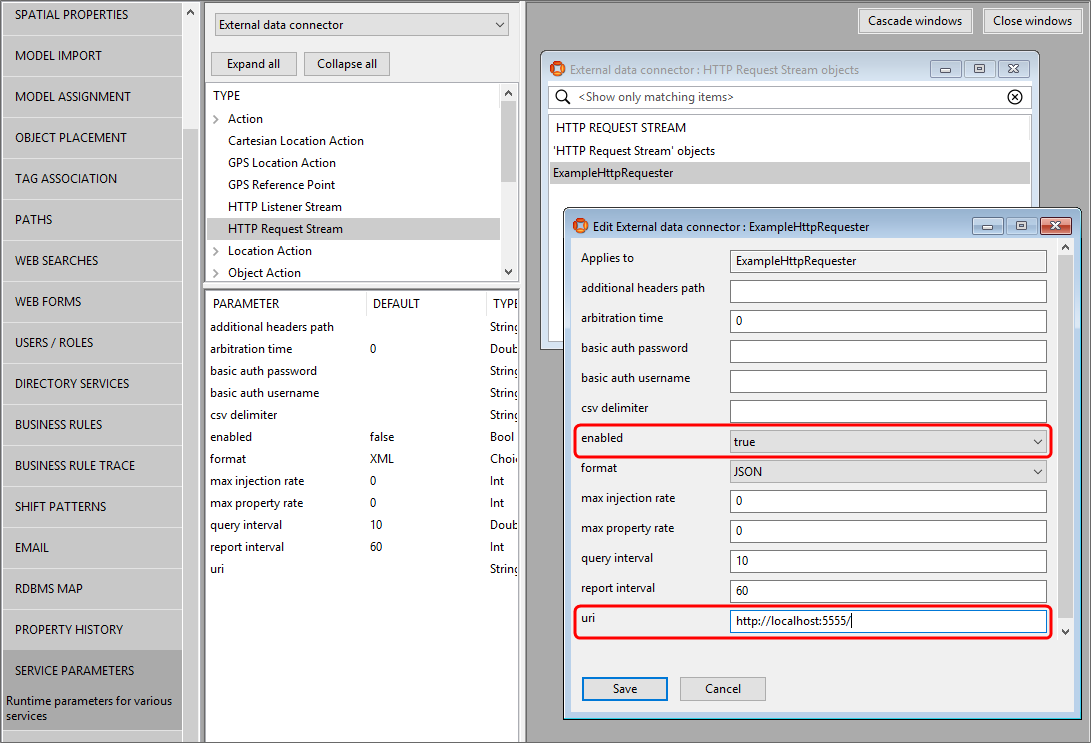 SPATIAL PROPERTIES
MODEL IMPORT
MODEL ASSIGNMENT
OBJECT PLACEMENT
TAG ASSOCIATION
PATHS
WEB SEARCHES
WEB FORMS
USERS / ROLES
DIRECTORY SERVICES
BUSINESS RULES
BUSINESS RULE TRACE
SHIFT PATTERNS
EMAIL
RDBMS MAP
PROPERTY HISTORY
SERVICE PARAMETERS
Runtime parameters for various
services
External data connector
Expand all Collapse all
TYPE
Action
Cartesian Location Action
GPS Location Action
GPS Reference Point
HTTP Listener Stream
HTTP Request Stream
Location Action
Object Action
PARAMETER DEFAULT TYPE
additional headers path String
arbitration time 0 Doub
basic auth password String
basic auth username String
csv delimiter String
enabled false Bool
format XML Choic
max injection rate 0 Int
max property rate 0 Int
query interval 10 Doub
report interval 60 Int
uri String
Cascade windows Close windows
External data connector : HTTP Request Stream objects
<Show only matching items>
HTTP REQUEST STREAM
'HTTP Request Stream' objects
ExampleHttpRequester
Edit External data connector : ExampleHttpRequester
Applies to ExampleHttpRequester
additional headers path
arbitration time 0
basic auth password
basic auth username
csv delimiter
enabled true
format JSON
max injection rate 0
max property rate 0
query interval 10
report interval 60
uri http://localhost:5555/
Save Cancel